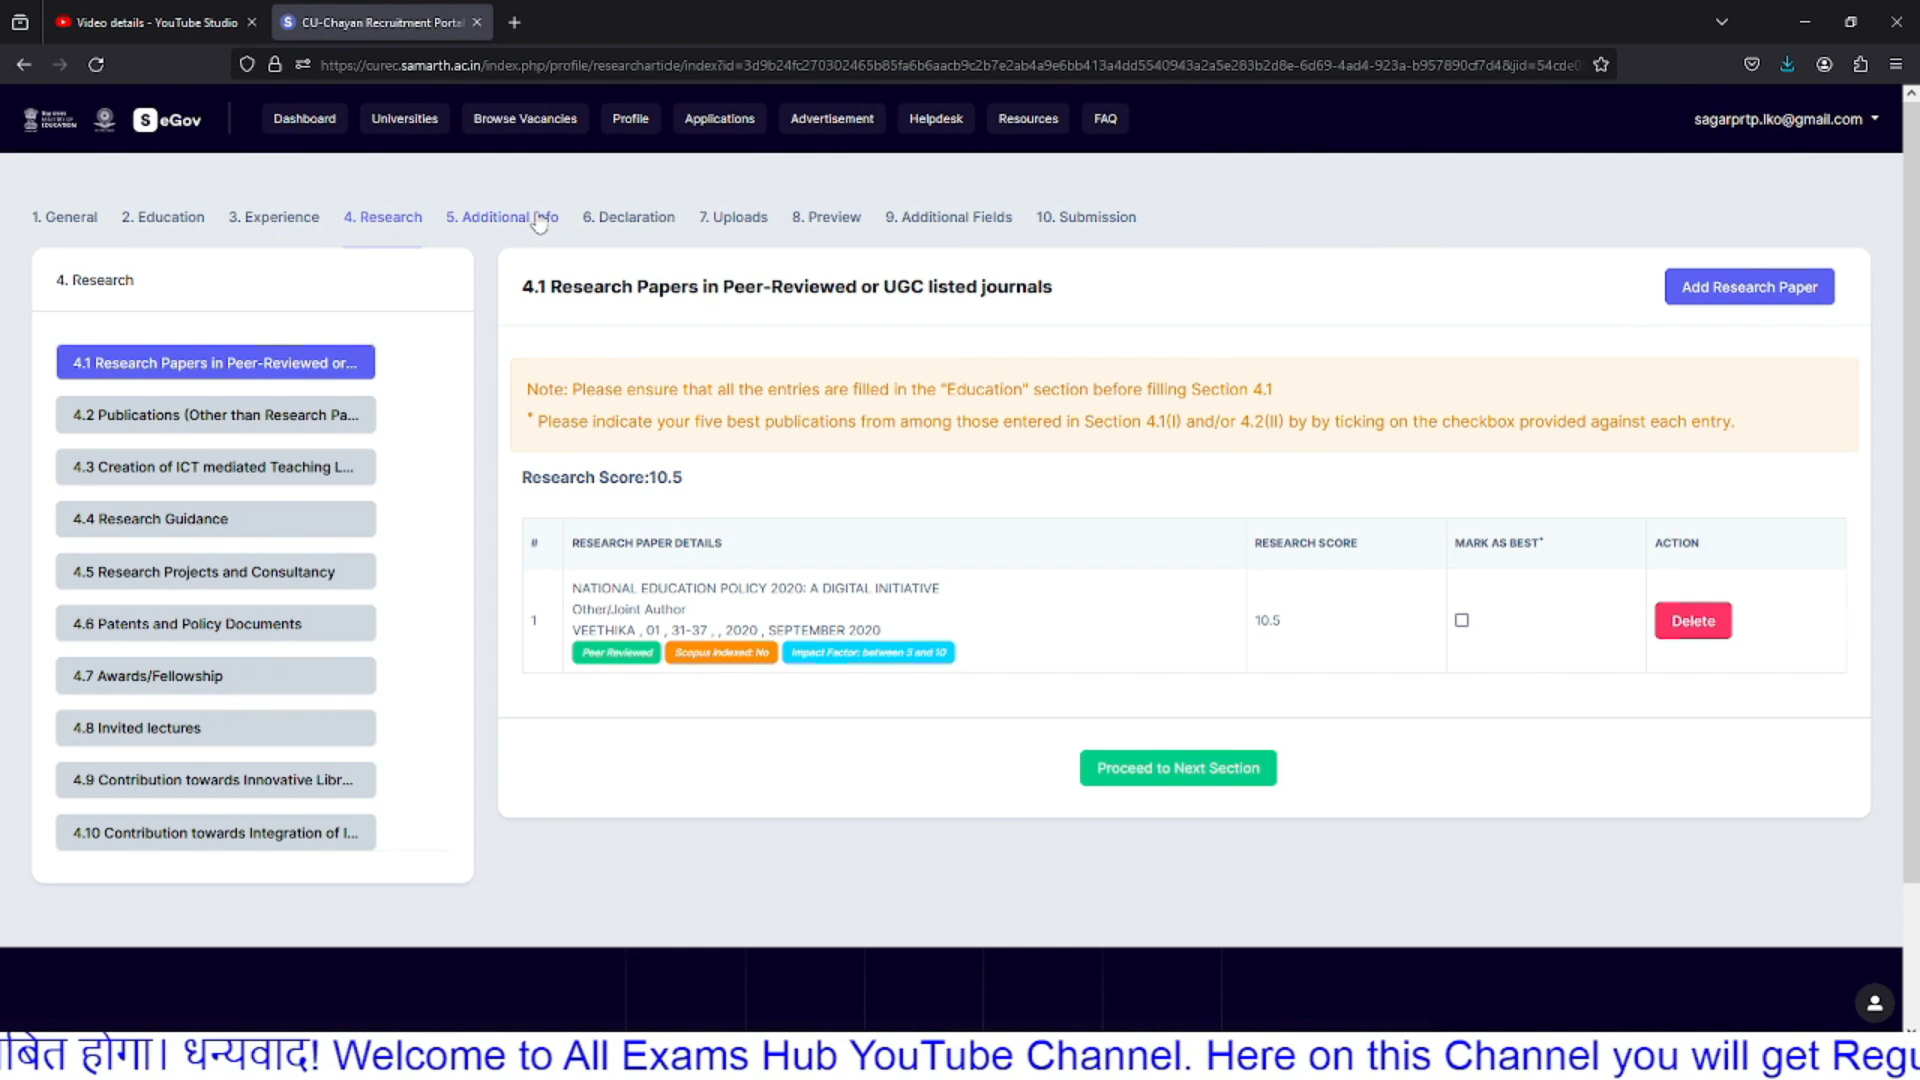 Video details - YouTube Studio
CU-Chayan Recruitment Portal
https://curec.samarth.ac.in/index.php/profile/researcharticle/index?id=3d9b24fc270302465b85fa6b6aacb9c2b7e2ab4a9e6bb413a4dd5540943a2a5e283b2d8e-6d69-4ad4-923a-b957890cf7d4&jid=54cde0
S eGov
Dashboard
Universities
Browse Vacancies
Profile
Applications
Advertisement
Helpdesk
Resources
FAQ
sagarprtp.lko@gmail.com
1. General
2. Education
3. Experience
4. Research
5. Additional Info
6. Declaration
7. Uploads
8. Preview
9. Additional Fields
10. Submission
4. Research
4.1 Research Papers in Peer-Reviewed or...
4.2 Publications (Other than Research Pa...
4.3 Creation of ICT mediated Teaching L...
4.4 Research Guidance
4.5 Research Projects and Consultancy
4.6 Patents and Policy Documents
4.7 Awards/Fellowship
4.8 Invited lectures
4.9 Contribution towards Innovative Libr...
4.10 Contribution towards Integration of I...
4.1 Research Papers in Peer-Reviewed or UGC listed journals
Add Research Paper
Note: Please ensure that all the entries are filled in the "Education" section before filling Section 4.1
* Please indicate your five best publications from among those entered in Section 4.1(I) and/or 4.2(II) by by ticking on the checkbox provided against each entry.
Research Score:10.5
# RESEARCH PAPER DETAILS RESEARCH SCORE MARK AS BEST* ACTION
NATIONAL EDUCATION POLICY 2020: A DIGITAL INITIATIVE
Other/Joint Author
1 10.5 Delete
VEETHIKA , 01 , 31-37 , , 2020 , SEPTEMBER 2020
Peer Reviewed Scopus Indexed: No Impact Factor: between 5 and 10
Proceed to Next Section
बित होगा। धन्यवाद! Welcome to All Exams Hub YouTube Channel. Here on this Channel you will get Regu